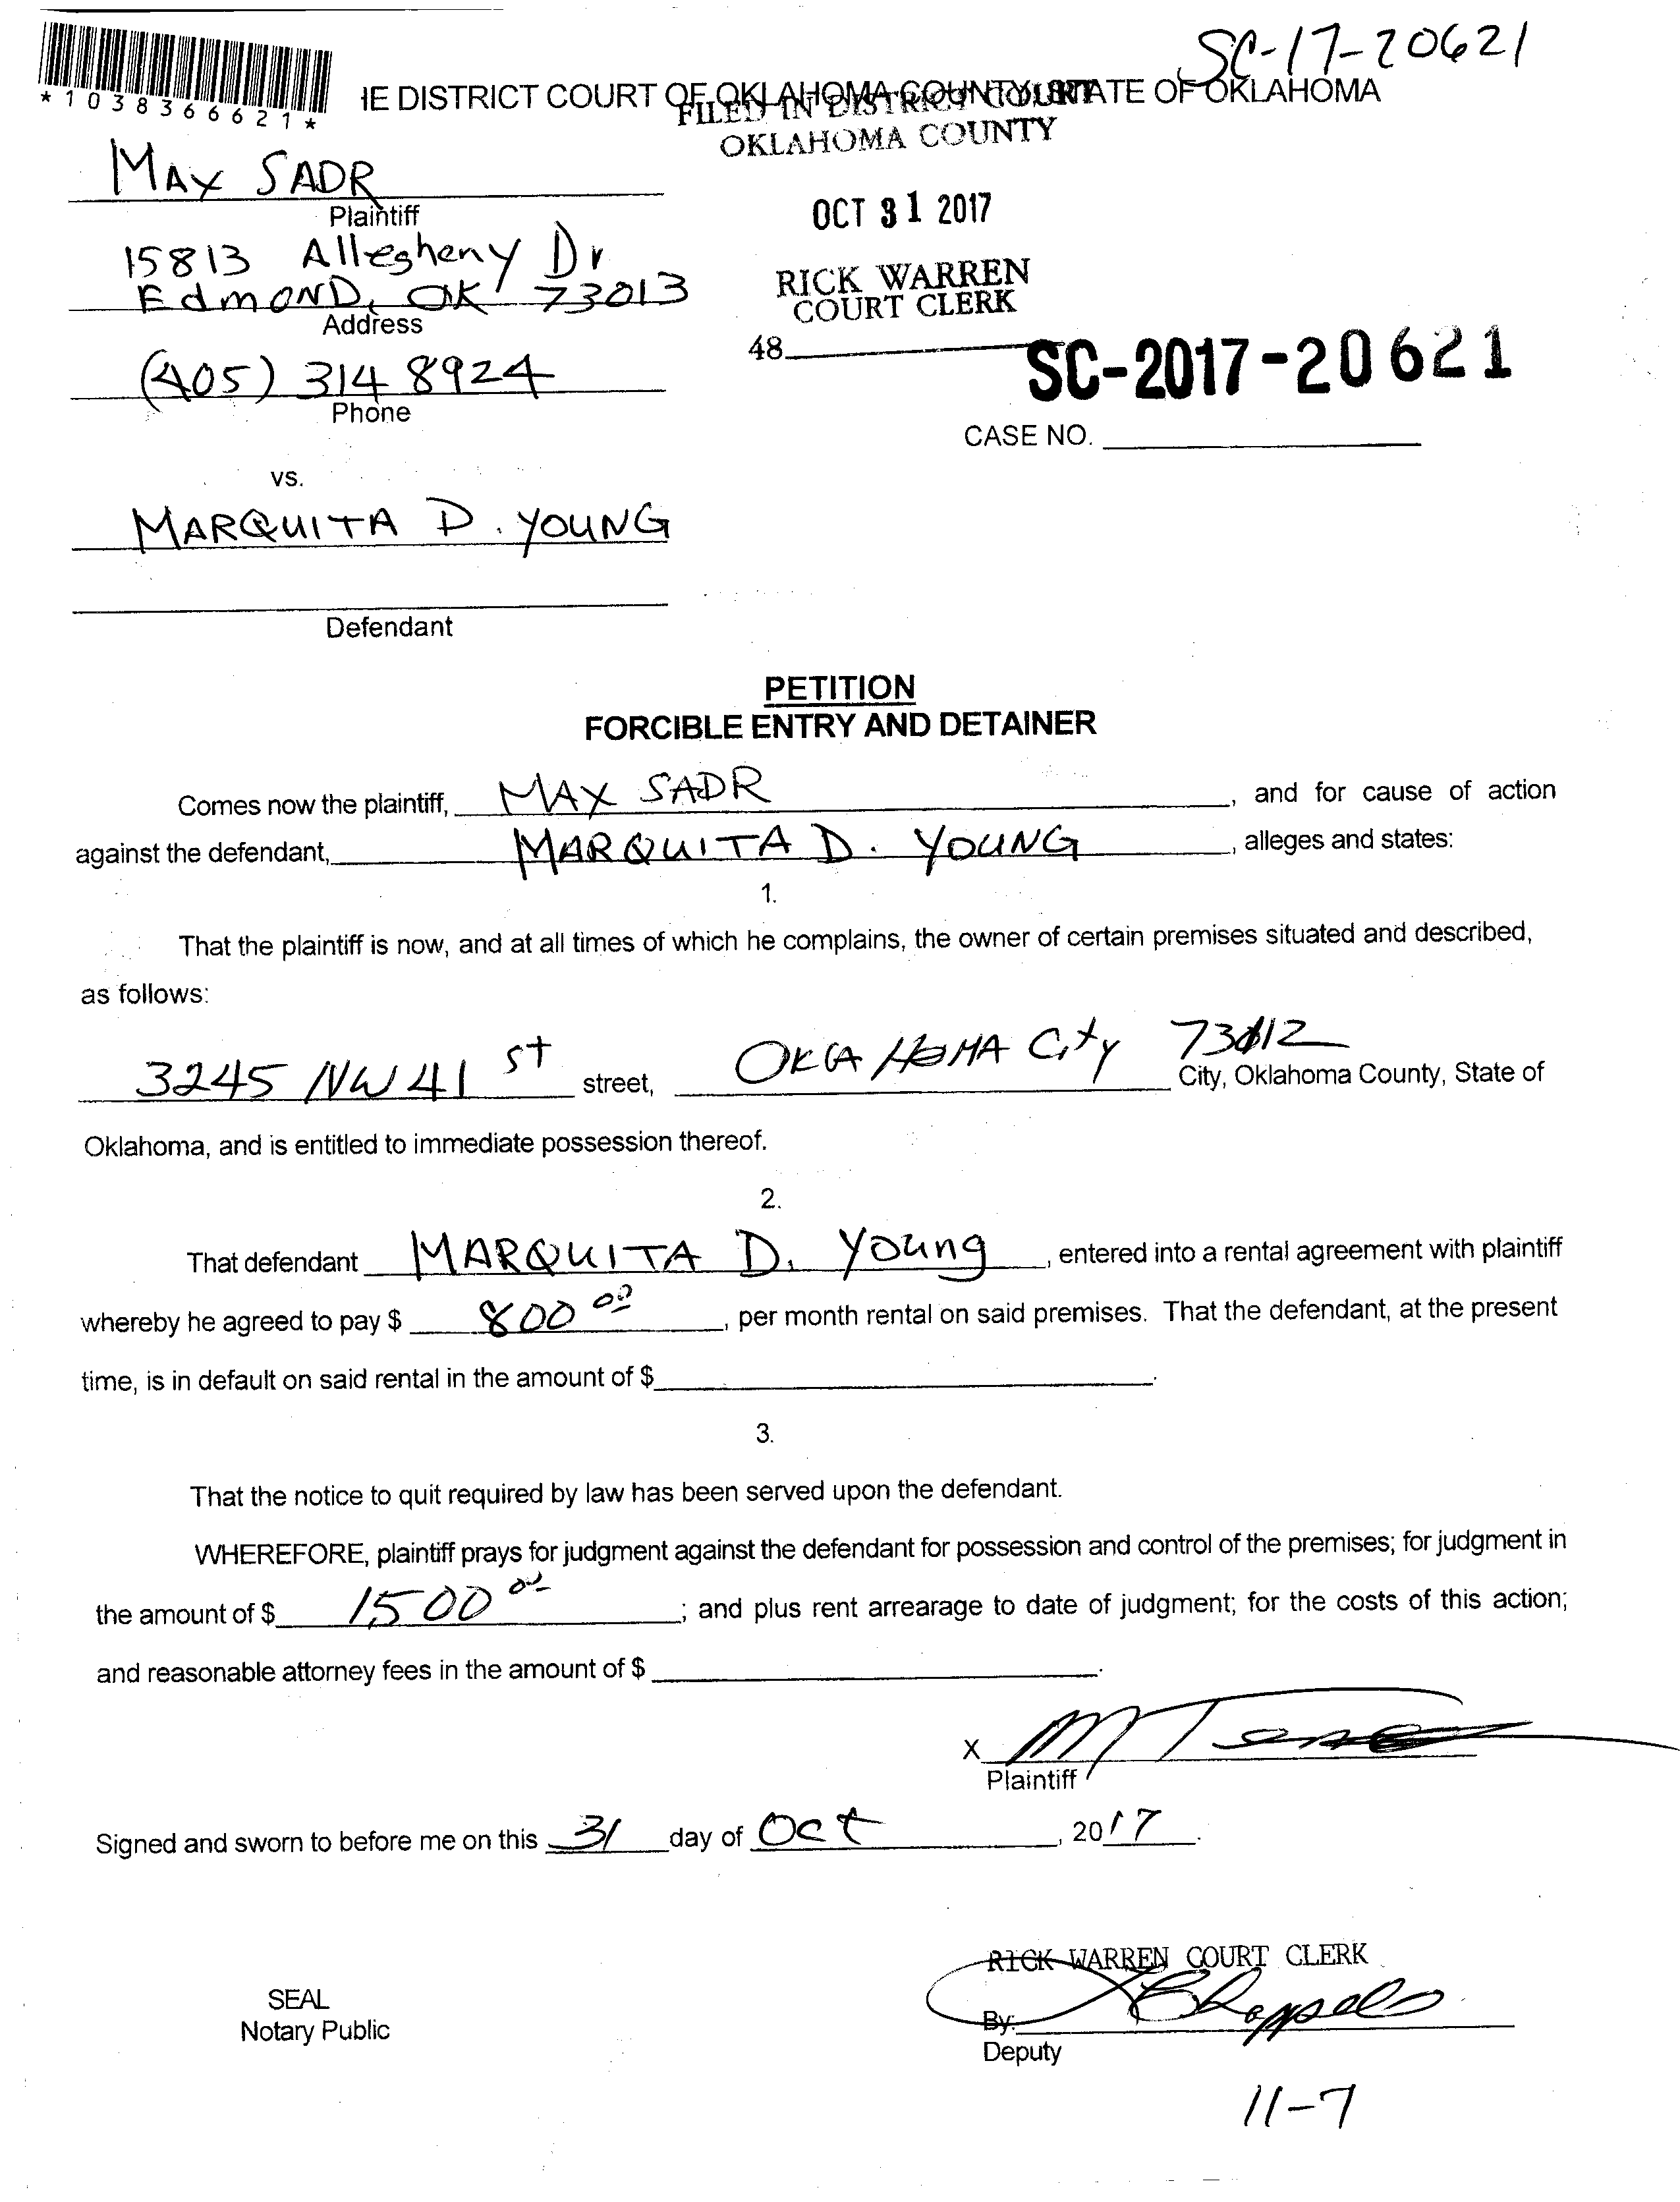 SC-17-20621
*1038366621*
IE DISTRICT COURT OF OKLAHOMA COUNTY, STATE OF OKLAHOMA
FILED IN DISTRICT COURT
OKLAHOMA COUNTY
MAX SADR
Plaintiff
OCT 31 2017
15813 Allegheny Dr
EdmOND, OK 73013
Address
RICK WARREN
COURT CLERK
48
SC-2017-20621
(405) 314 8924
Phone
CASE NO.
vs.
MARQUITA D. YOUNG
Defendant
PETITION
FORCIBLE ENTRY AND DETAINER
Comes now the plaintiff, MAX SADR, and for cause of action
against the defendant, MARQUITA D. YOUNG, alleges and states:
1.
That the plaintiff is now, and at all times of which he complains, the owner of certain premises situated and described,
as follows:
3245 NW 41 st street, OKLAHOMA City 73112 City, Oklahoma County, State of
Oklahoma, and is entitled to immediate possession thereof.
2.
That defendant MARQUITA D. Young, entered into a rental agreement with plaintiff
whereby he agreed to pay $ 800 00, per month rental on said premises. That the defendant, at the present
time, is in default on said rental in the amount of $ .
3.
That the notice to quit required by law has been served upon the defendant.
WHEREFORE, plaintiff prays for judgment against the defendant for possession and control of the premises; for judgment in
the amount of $ 1500 00; and plus rent arrearage to date of judgment; for the costs of this action;
and reasonable attorney fees in the amount of $ .
X
Plaintiff
Signed and sworn to before me on this 31 day of Oct, 2017.
RICK WARREN COURT CLERK
SEAL
Notary Public
By:
Deputy
11-7